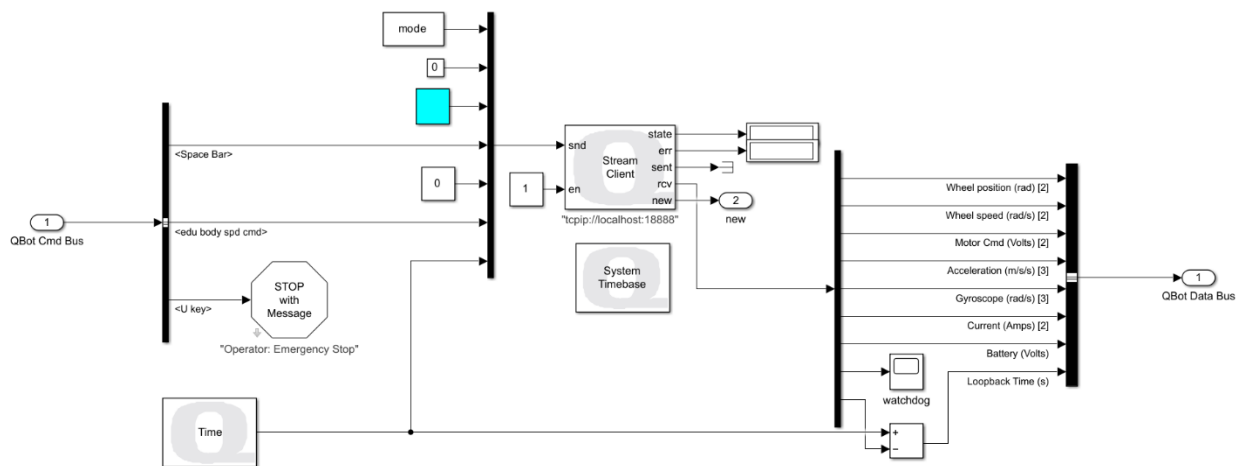 mode
0
<Space Bar>
0
1
snd
en
Stream
Client
state
err
sent
rcv
new
"tcpip://localhost:18888"
2
new
1
QBot Cmd Bus
<edu body spd cmd>
<U key>
STOP
with
Message
"Operator: Emergency Stop"
System
Timebase
Time
Wheel position (rad) [2]
Wheel speed (rad/s) [2]
Motor Cmd (Volts) [2]
Acceleration (m/s/s) [3]
Gyroscope (rad/s) [3]
Current (Amps) [2]
Battery (Volts)
Loopback Time (s)
watchdog
+
−
1
QBot Data Bus